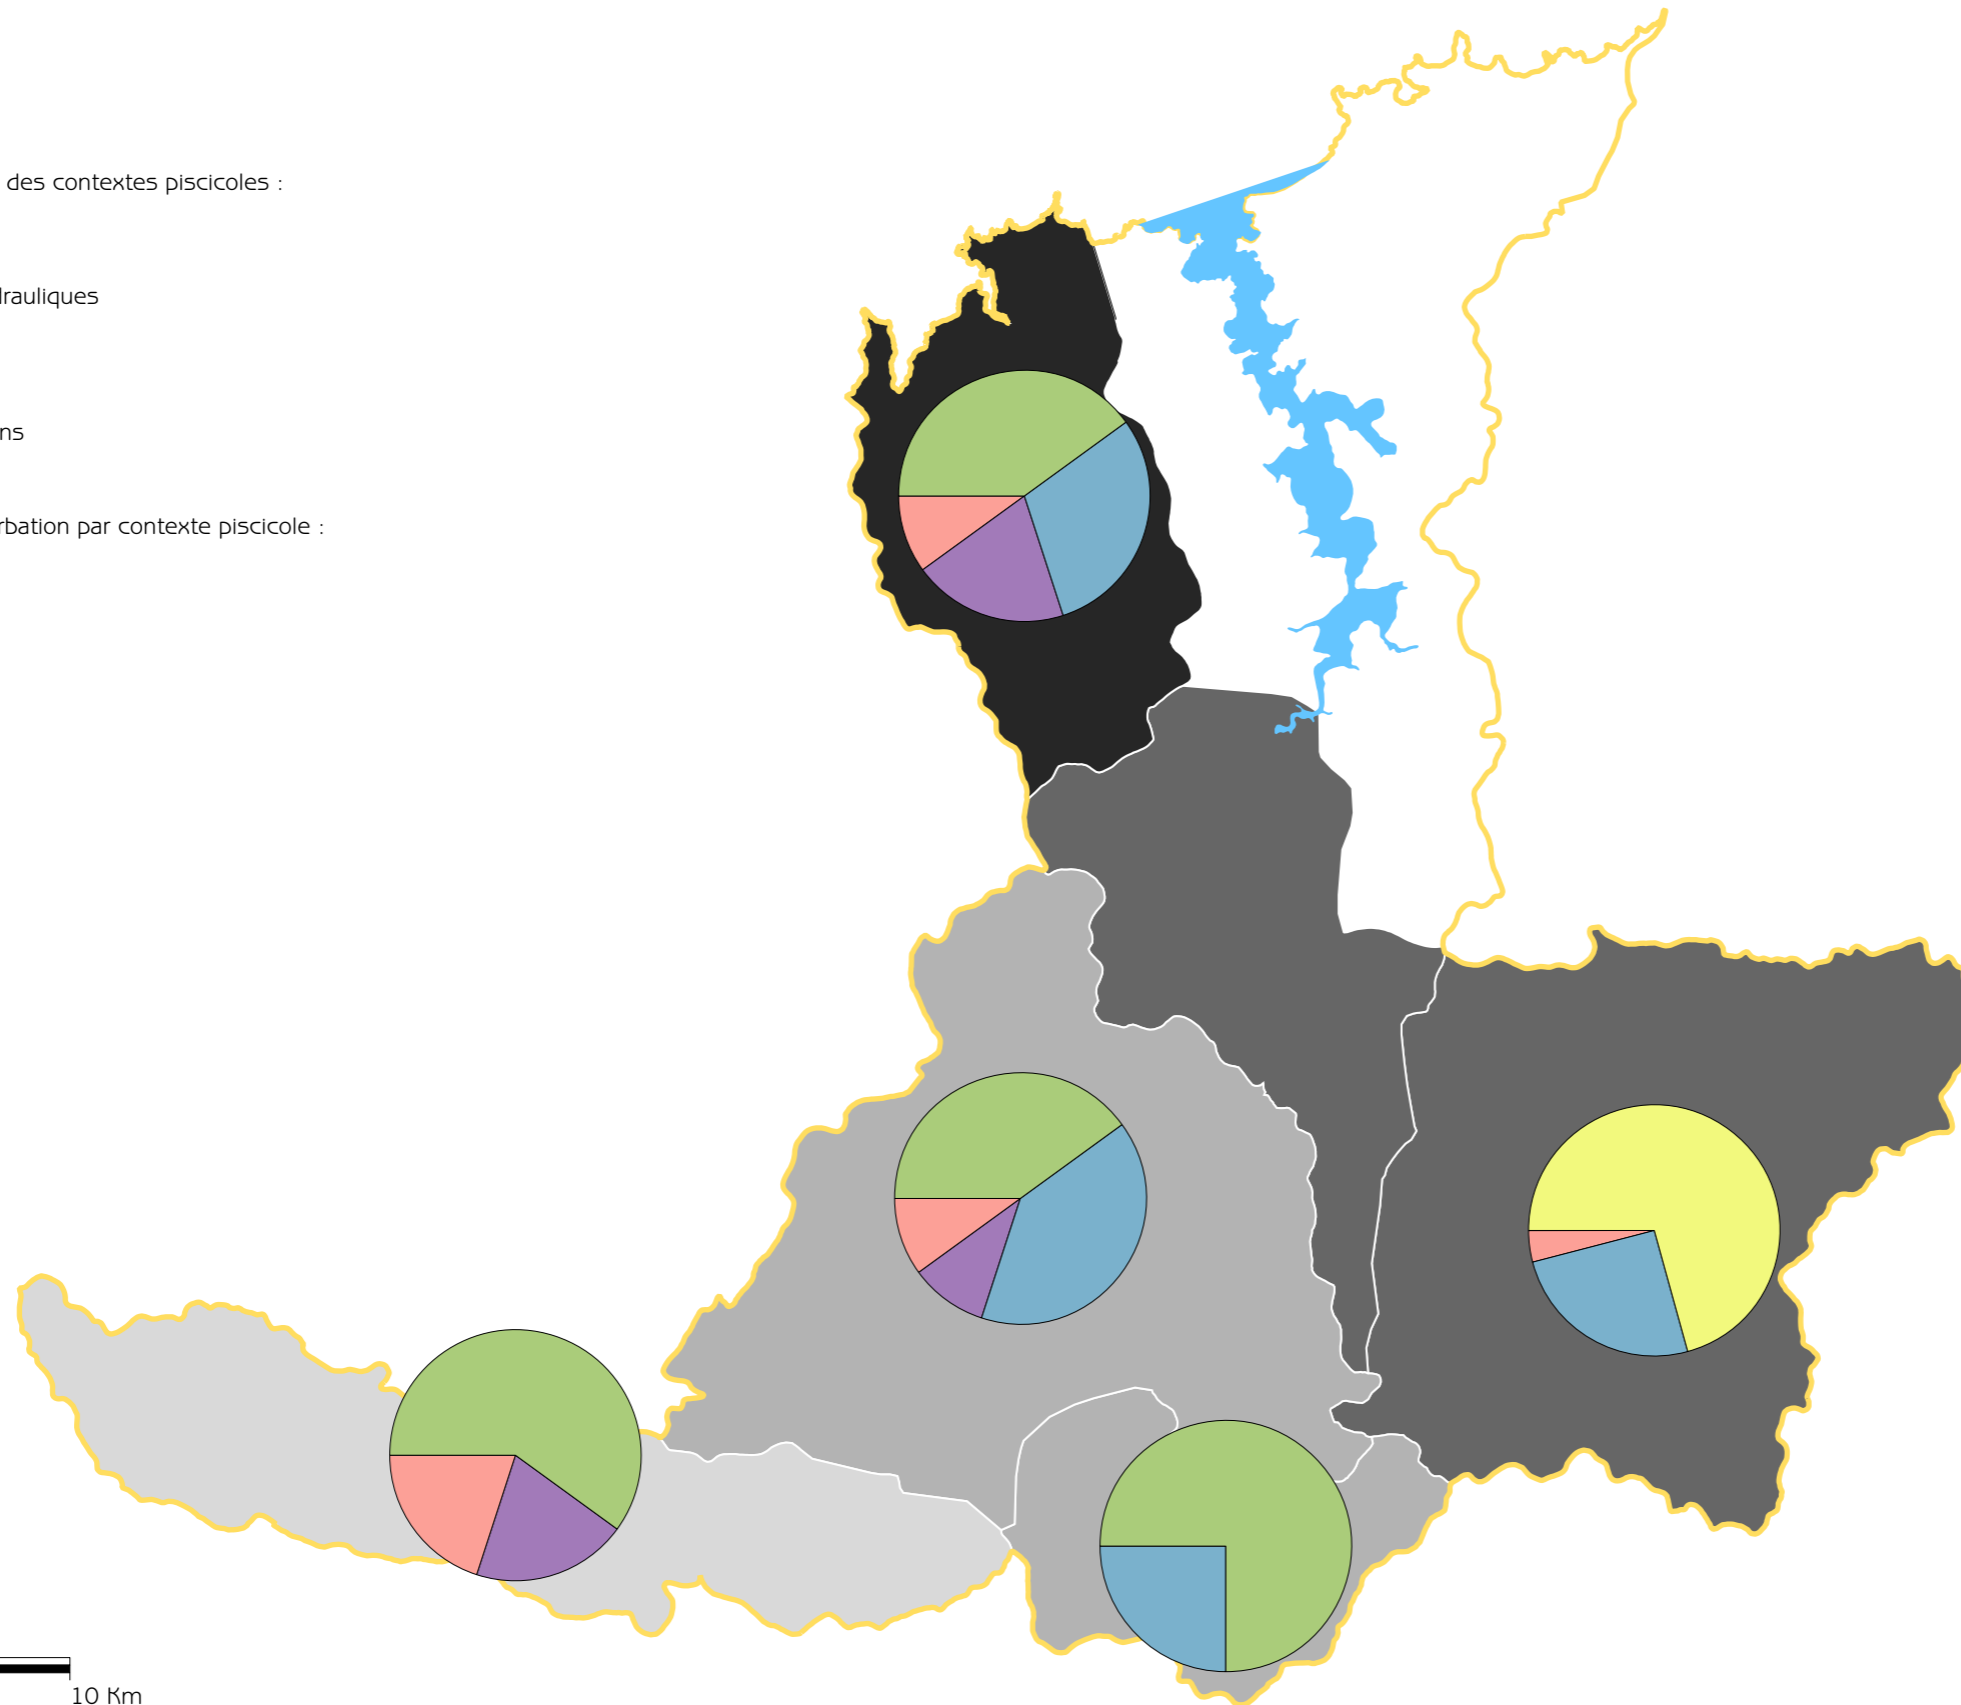 des contextes piscicoles :
drauliques
ns
rbation par contexte piscicole :
10 Km